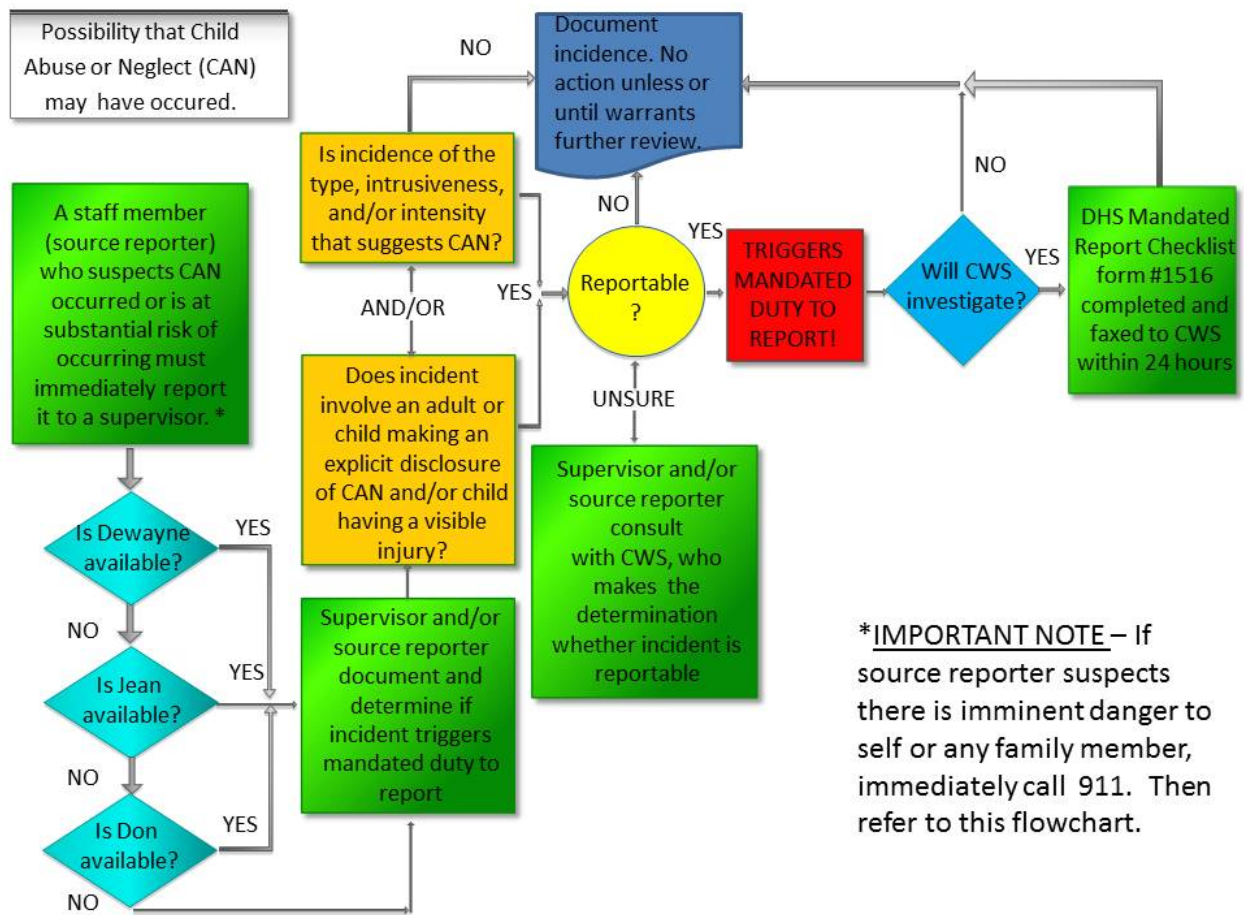 Possibility that Child
Abuse or Neglect (CAN)
may have occured.
A staff member
(source reporter)
who suspects CAN
occurred or is at
substantial risk of
occurring must
immediately report
it to a supervisor. *
Is Dewayne
available?
YES
NO
Is Jean
available?
YES
NO
Is Don
available?
YES
NO
Supervisor and/or
source reporter
document and
determine if
incident triggers
mandated duty to
report
Does incident
involve an adult or
child making an
explicit disclosure
of CAN and/or child
having a visible
injury?
AND/OR
Is incidence of the
type, intrusiveness,
and/or intensity
that suggests CAN?
NO
YES
Document
incidence. No
action unless or
until warrants
further review.
NO
Reportable
?
UNSURE
Supervisor and/or
source reporter
consult
with CWS, who
makes the
determination
whether incident is
reportable
YES
TRIGGERS
MANDATED
DUTY TO
REPORT!
Will CWS
investigate?
NO
YES
DHS Mandated
Report Checklist
form #1516
completed and
faxed to CWS
within 24 hours
*IMPORTANT NOTE – If
source reporter suspects
there is imminent danger to
self or any family member,
immediately call 911. Then
refer to this flowchart.